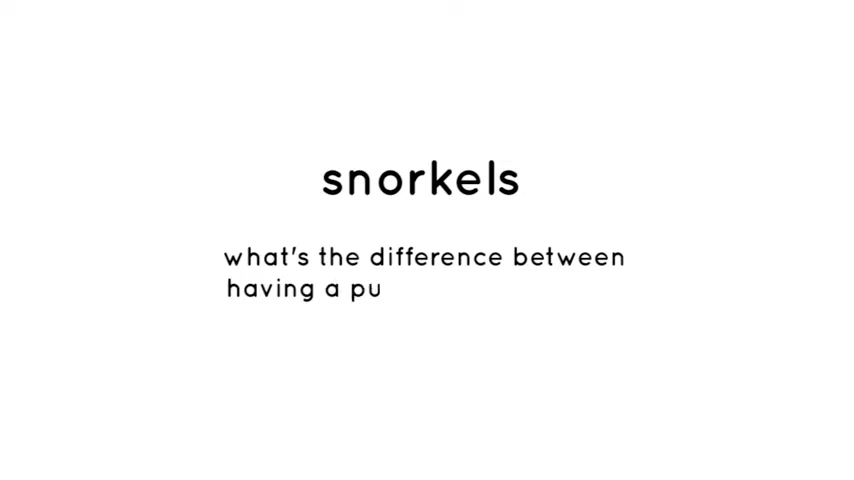 snorkels
what's the difference between
having a pu